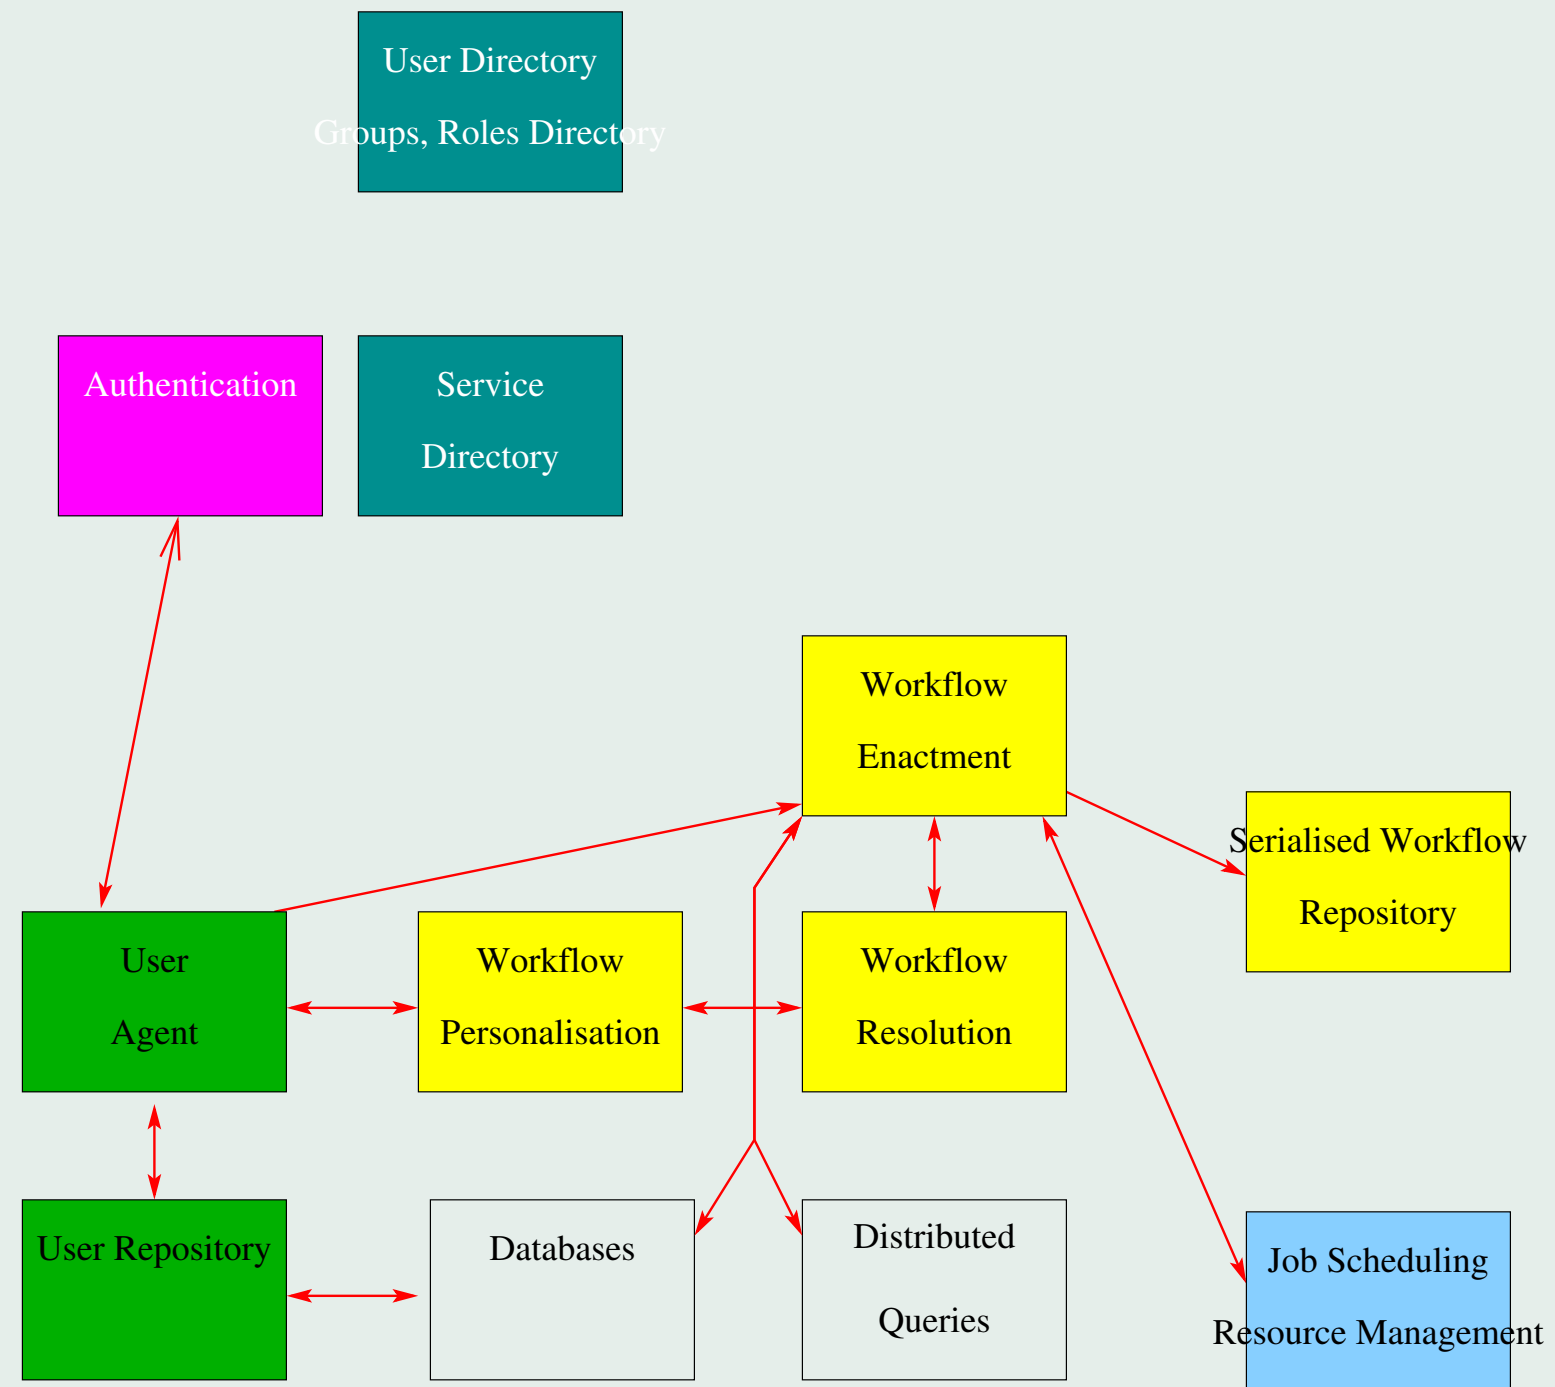 User Directory
Groups, Roles Directory
Authentication
Service
Directory
Workflow
Enactment
Serialised Workflow
Repository
User
Agent
Workflow
Personalisation
Workflow
Resolution
User Repository
Databases
Distributed
Queries
Job Scheduling
Resource Management